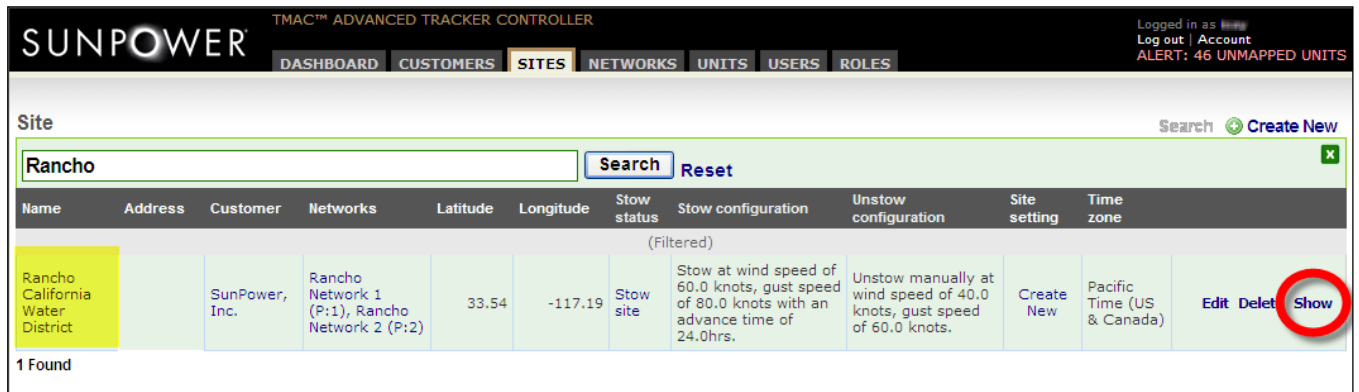 SUNPOWER
TMAC™ ADVANCED TRACKER CONTROLLER
Logged in as
Log out | Account
ALERT: 46 UNMAPPED UNITS
DASHBOARD CUSTOMERS SITES NETWORKS UNITS USERS ROLES
Site
Search Create New
Rancho Search Reset x
Name Address Customer Networks Latitude Longitude Stow status Stow configuration Unstow configuration Site setting Time zone
(Filtered)
Rancho
California
Water
District
SunPower,
Inc.
Rancho
Network 1
(P:1), Rancho
Network 2 (P:2)
33.54
-117.19
Stow
site
Stow at wind speed of
60.0 knots, gust speed
of 80.0 knots with an
advance time of
24.0hrs.
Unstow manually at
wind speed of 40.0
knots, gust speed
of 60.0 knots.
Create
New
Pacific
Time (US
& Canada)
Edit Delet Show
1 Found